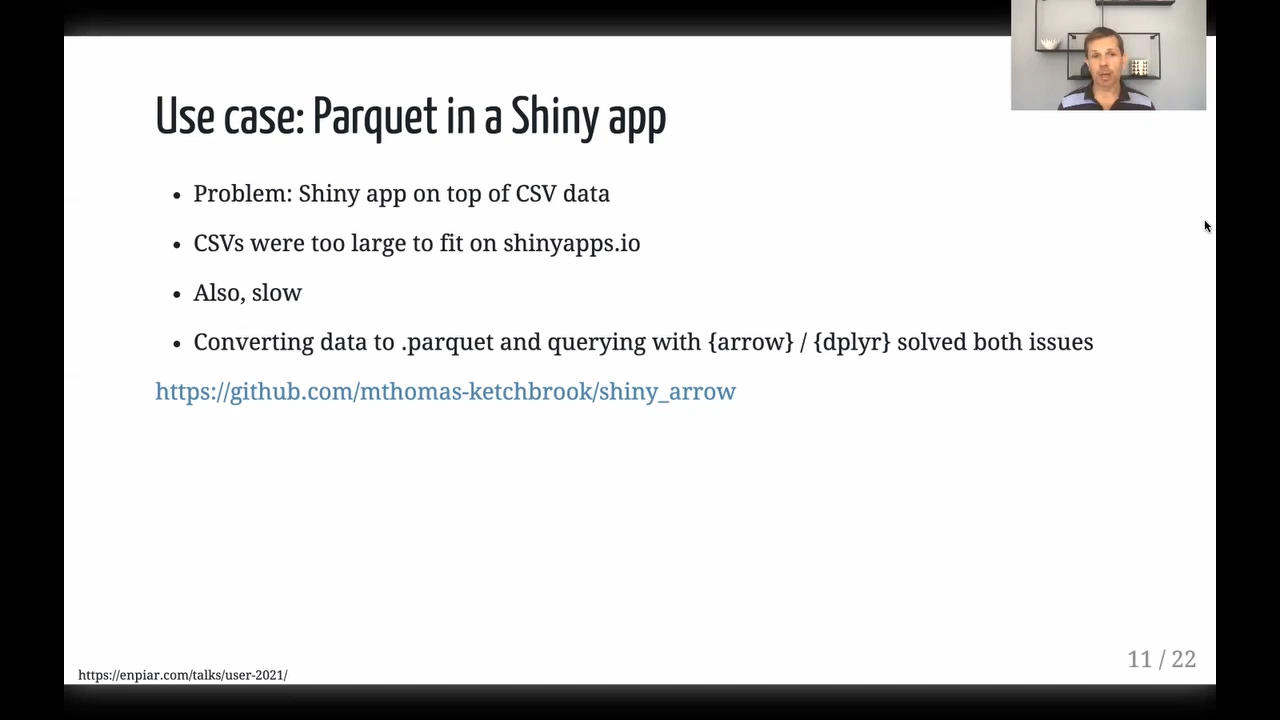 Use case: Parquet in a Shiny app
• Problem: Shiny app on top of CSV data
• CSVs were too large to fit on shinyapps.io
• Also, slow
• Converting data to .parquet and querying with {arrow} / {dplyr} solved both issues
https://github.com/mthomas-ketchbrook/shiny_arrow
11 / 22
https://enpiar.com/talks/user-2021/